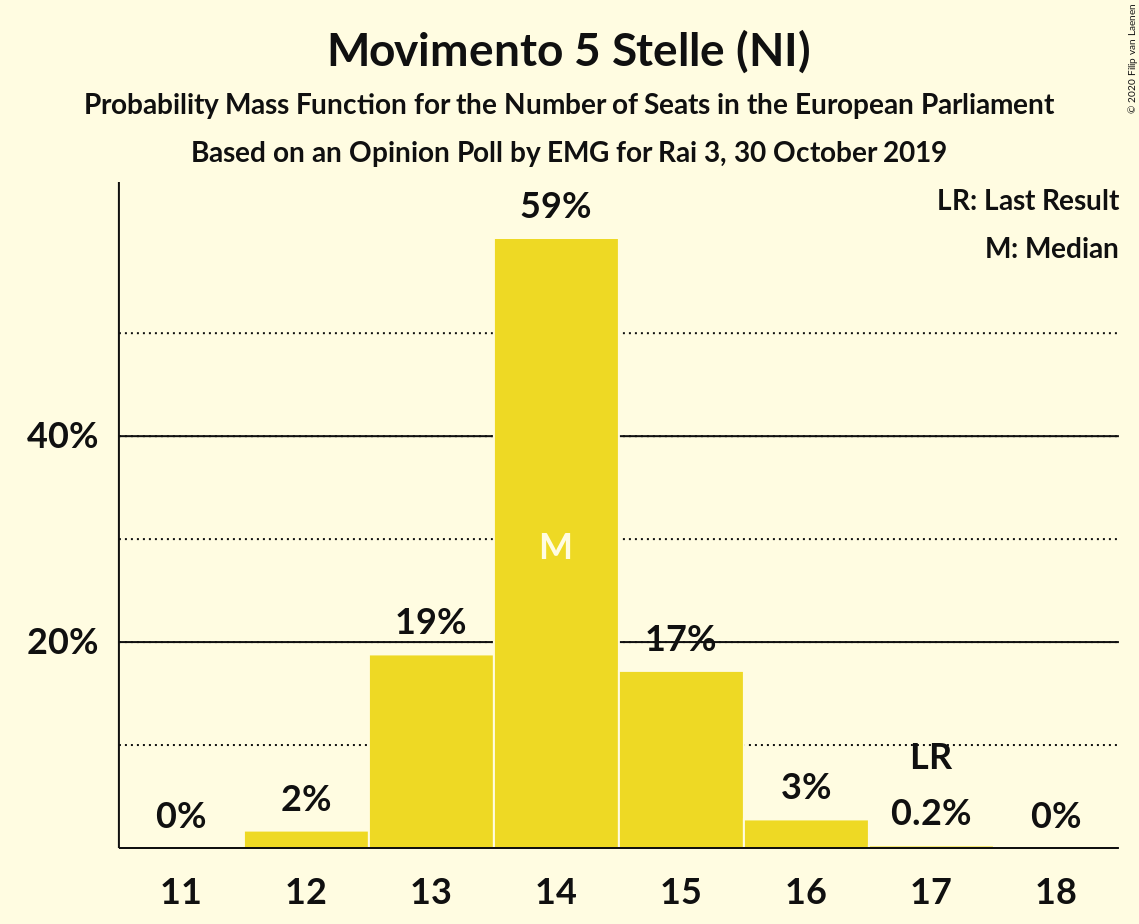 Movimento 5 Stelle (NI)
Probability Mass Function for the Number of Seats in the European Parliament
Based on an Opinion Poll by EMG for Rai 3, 30 October 2019
© 2020 Filip van Laenen
LR: Last Result
M: Median
59%
40%
M
19%
17%
20%
LR
3%
2%
0%
0.2%
0%
11 12 13 14 15 16 17 18